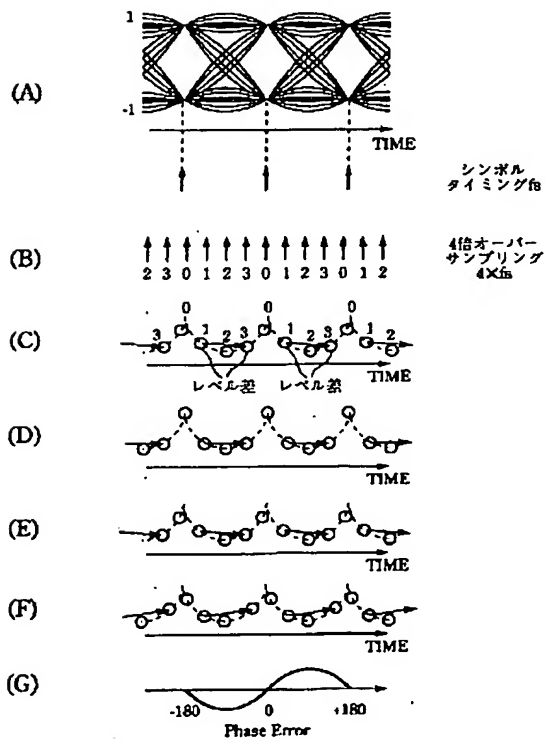 1
(A)
-1
TIME
シンボル
タイミングfs
(B)
2 3 0 1 2 3 0 1 2 3 0 1 2
4倍オーバー
サンプリング
4×fs
0 0 0
(C)
3 1 2 3 1 2 3 1 2
レベル差 レベル差
TIME
(D)
TIME
(E)
TIME
(F)
TIME
(G)
-180 0 +180
Phase Error